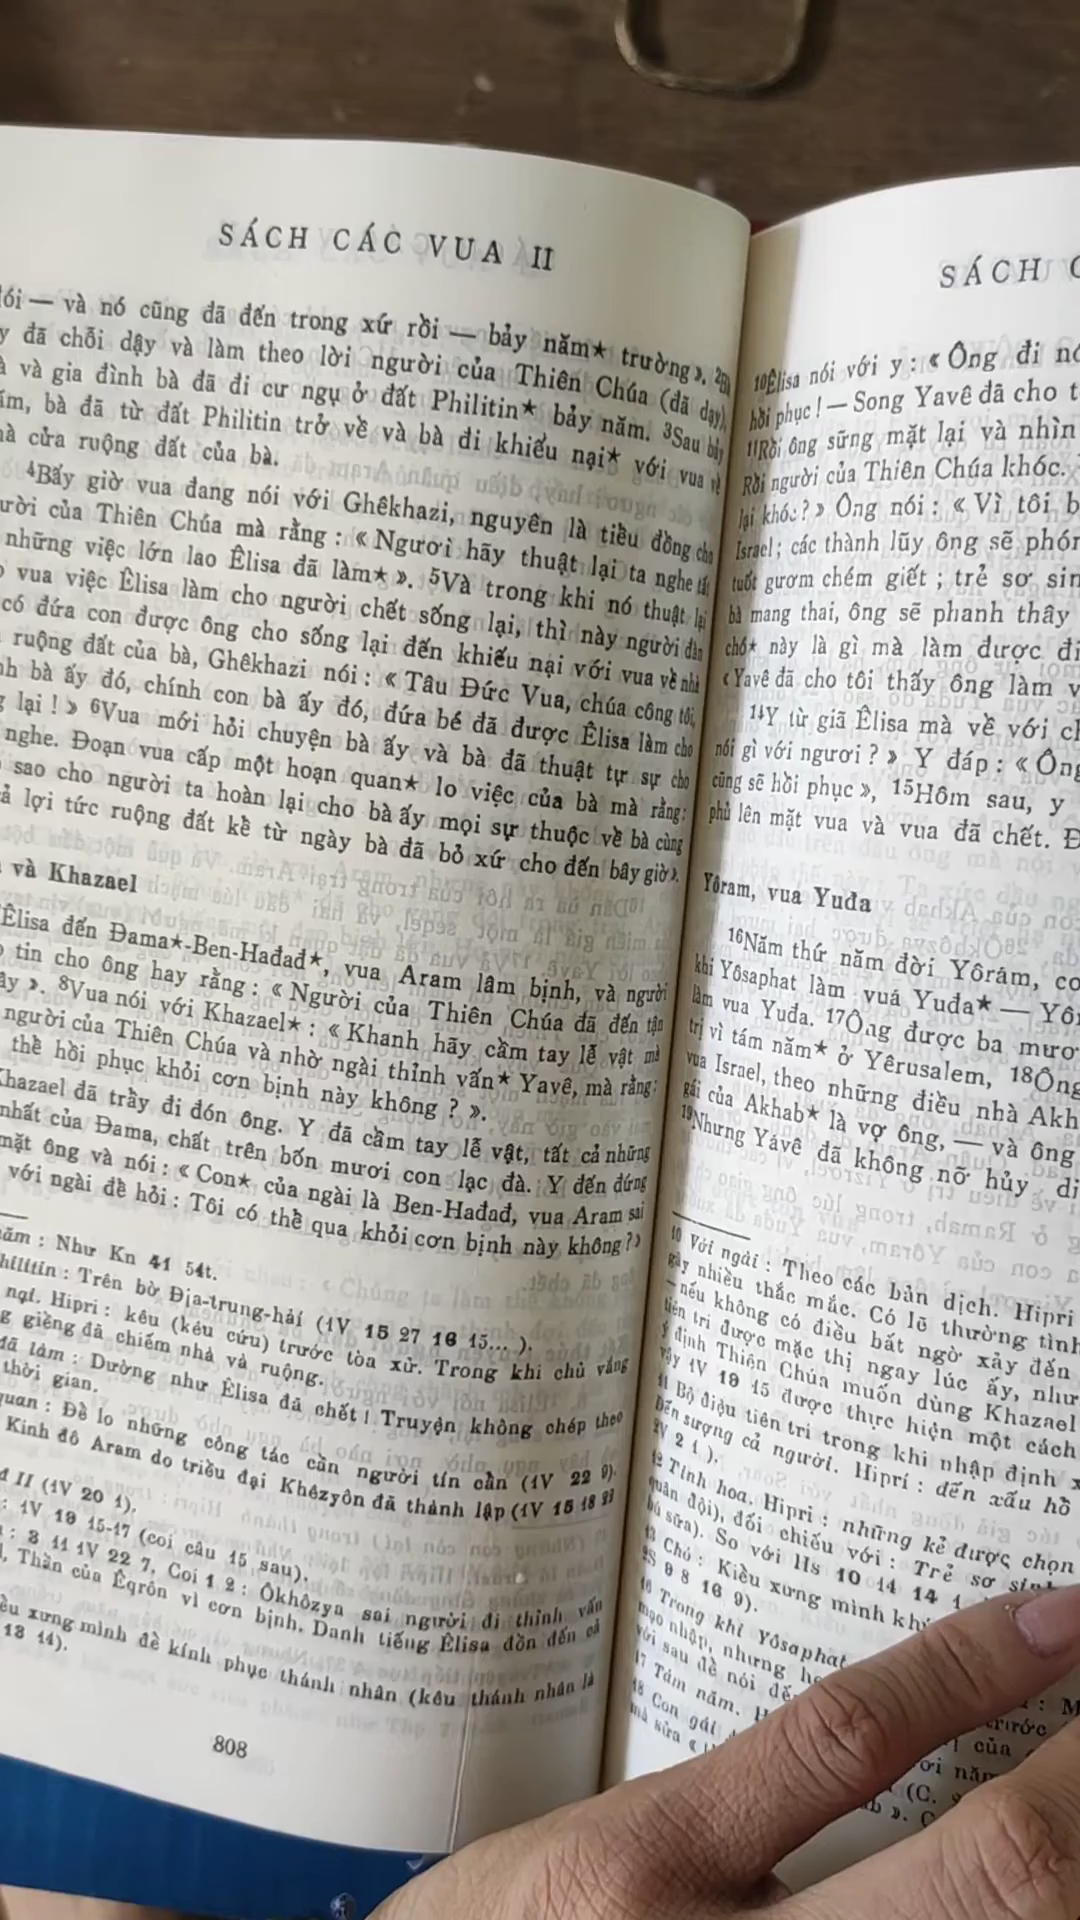 SÁCH CÁC VUA II
— và nó cũng đã đến trong xứ rồi — bảy năm★ trường». ²
đã chỗi dậy và làm theo lời người của Thiên Chúa (đã dạy),
và gia đình bà đã đi cư ngụ ở đất Philitin★ bảy năm. ³Sau bảy
bà đã từ đất Philitin trở về và bà đi khiếu nại★ với vua về
cửa ruộng đất của bà.
⁴Bấy giờ vua đang nói với Ghêkhazi, nguyên là tiểu đồng cho
của Thiên Chúa mà rằng : « Ngươi hãy thuật lại ta nghe tất
những việc lớn lao Êlisa đã làm★ ». ⁵Và trong khi nó thuật lại
vua việc Êlisa làm cho người chết sống lại, thì này người đàn
có đứa con được ông cho sống lại đến khiếu nại với vua về nhà
ruộng đất của bà, Ghêkhazi nói : « Tâu Đức Vua, chúa công tôi,
bà ấy đó, chính con bà ấy đó, đứa bé đã được Êlisa làm cho
lại ! » ⁶Vua mới hỏi chuyện bà ấy và bà đã thuật tự sự cho
nghe. Đoạn vua cấp một hoạn quan★ lo việc của bà mà rằng :
sao cho người ta hoàn lại cho bà ấy mọi sự thuộc về bà cùng
lợi tức ruộng đất kể từ ngày bà đã bỏ xứ cho đến bây giờ».
và Khazael
Êlisa đến Đama★-Ben-Hađađ★, vua Aram lâm bịnh, và người
tin cho ông hay rằng : « Người của Thiên Chúa đã đến tận
». ⁸Vua nói với Khazael★ : « Khanh hãy cầm tay lễ vật mà
người của Thiên Chúa và nhờ ngài thỉnh vấn★ Yavê, mà rằng :
thể hồi phục khỏi cơn bịnh này không ? ».
Khazael đã trẩy đi đón ông. Y đã cầm tay lễ vật, tất cả những
nhất của Đama, chất trên bốn mươi con lạc đà. Y đến đứng
mặt ông và nói : « Con★ của ngài là Ben-Hađađ, vua Aram sai
với ngài để hỏi : Tôi có thể qua khỏi cơn bịnh này không ?»
: Như Kn 41 54t.
: Trên bờ Địa-trung-hải (1V 15 27 16 15... ).
Hipri : kêu (kêu cứu) trước tòa xử. Trong khi chủ vắng
giềng đã chiếm nhà và ruộng.
đã làm : Dường như Êlisa đã chết ! Truyện không chép theo
thời gian.
quan : Để lo những công tác cần người tín cẩn (1V 22 9).
Kinh đô Aram do triều đại Khêzyôn đã thành lập (1V 15 18
II (1V 20 1).
: 1V 19 15-17 (coi câu 15 sau).
: 3 11 1V 22 7, Coi 1 2 : Ôkhôzya sai người đi thỉnh vấn
Thần của Êqrôn vì cơn bịnh. Danh tiếng Êlisa đồn đến cả
xưng mình để kính phục thánh nhân (kêu thánh nhân là
13 14).
808
SÁCH
¹⁰Êlisa nói với y : « Ông đi
hồi phục ! — Song Yavê đã cho
¹¹Rồi ông sững mặt lại và nhìn
Rồi người của Thiên Chúa khóc.
lại khóc ? » Ông nói : « Vì tôi
Israel ; các thành lũy ông sẽ
tuốt gươm chém giết ; trẻ sơ
bà mang thai, ông sẽ phanh thây
chó★ này là gì mà làm được
« Yavê đã cho tôi thấy ông làm
¹⁴Y từ giã Êlisa mà về với
nói gì với ngươi ? » Y đáp : «
cũng sẽ hồi phục », ¹⁵Hôm sau, y
phủ lên mặt vua và vua đã chết.
Yôram, vua Yuđa
¹⁶Năm thứ năm đời Yôram,
khi Yôsaphat làm vua Yuđa★ —
làm vua Yuđa. ¹⁷Ông được ba
trị vì tám năm★ ở Yêrusalem, ¹⁸Ông
vua Israel, theo những điều nhà
gái của Akhab★ là vợ ông, — và ông
¹⁹Nhưng Yavê đã không nỡ hủy
10 Với ngài : Theo các bản dịch. Hipri
gây nhiều thắc mắc. Có lẽ thường tình
— nếu không có điều bất ngờ xảy đến
tiên tri được mặc thị ngay lúc ấy, như
ý định Thiên Chúa muốn dùng Khazael
vậy 1V 19 15 được thực hiện một cách
11 Bộ điệu tiên tri trong khi nhập định
Đến sượng cả người. Hipri : đến xấu hổ
2V 2 1 ).
12 Tinh hoa. Hipri : những kẻ được chọn
quân đội), đối chiếu với : Trẻ
bú sữa). So với Hs 10 14 14 1
13 Chó : Kiểu xưng mình
2S 9 8 16 9).
16 Trong khi Yôsaphat
mạo nhập, nhưng
với sau để nói
17 Tám năm.
18 Con gái
mà sửa «
trước
của
năm
(C.